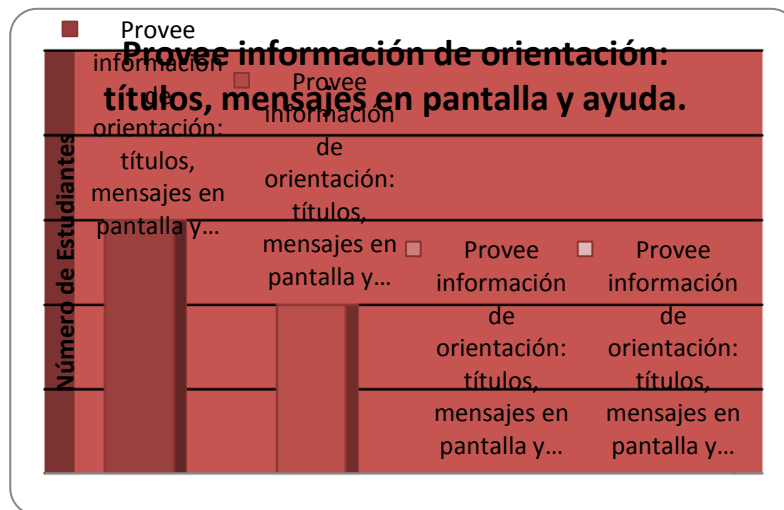 Provee información de orientación:
títulos, mensajes en pantalla y ayuda.
Número de Estudiantes
Provee
información
de
orientación:
títulos,
mensajes en
pantalla y...
Provee
información
de
orientación:
títulos,
mensajes en
pantalla y...
Provee
información
de
orientación:
títulos,
mensajes en
pantalla y...
Provee
información
de
orientación:
títulos,
mensajes en
pantalla y...